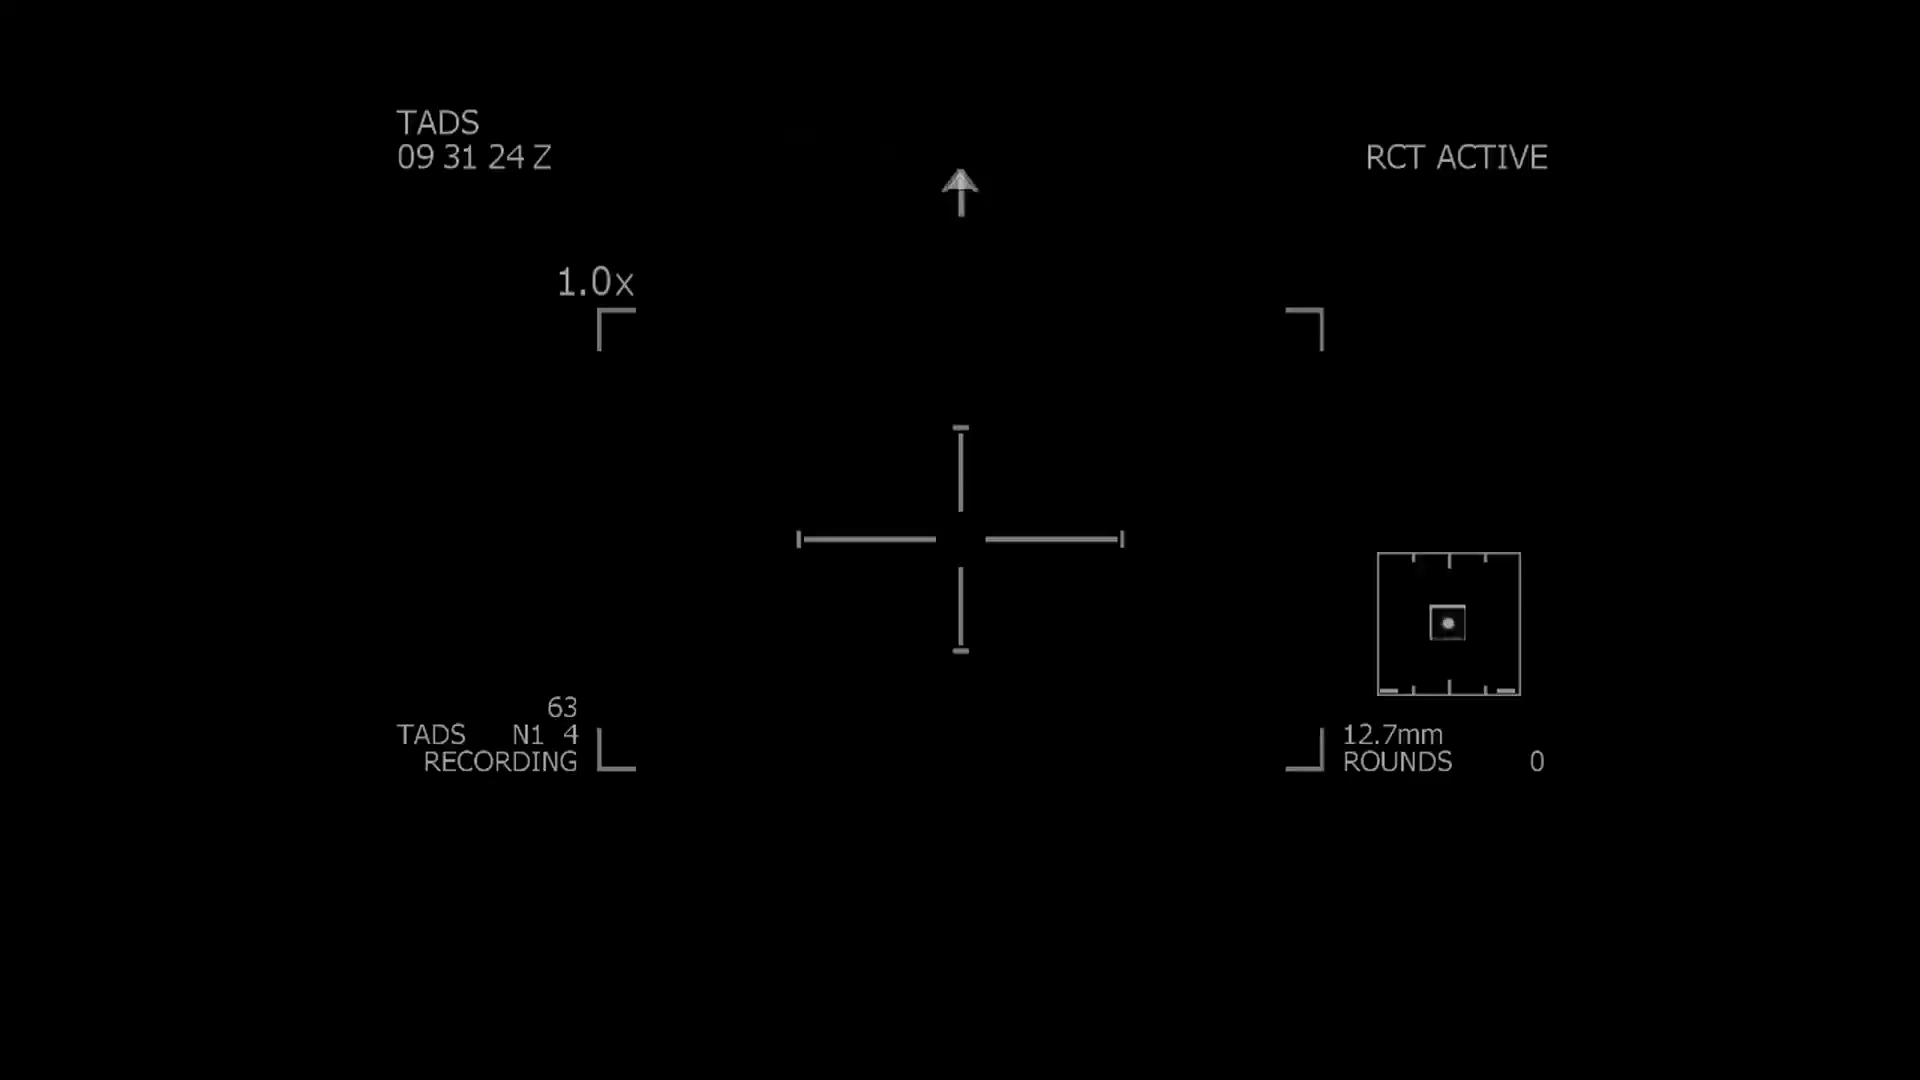 TADS
09 31 24 Z
RCT ACTIVE
1.0x
63
TADS N1 4
RECORDING
12.7mm
ROUNDS 0